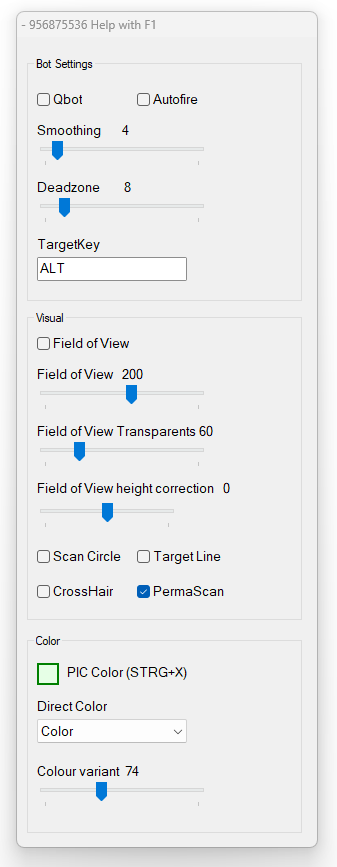 - 956875536 Help with F1
Bot Settings
Qbot Autofire
Smoothing 4
Deadzone 8
TargetKey
ALT
Visual
Field of View
Field of View 200
Field of View Transparents 60
Field of View height correction 0
Scan Circle Target Line
CrossHair PermaScan
Color
PIC Color (STRG+X)
Direct Color
Color
Colour variant 74